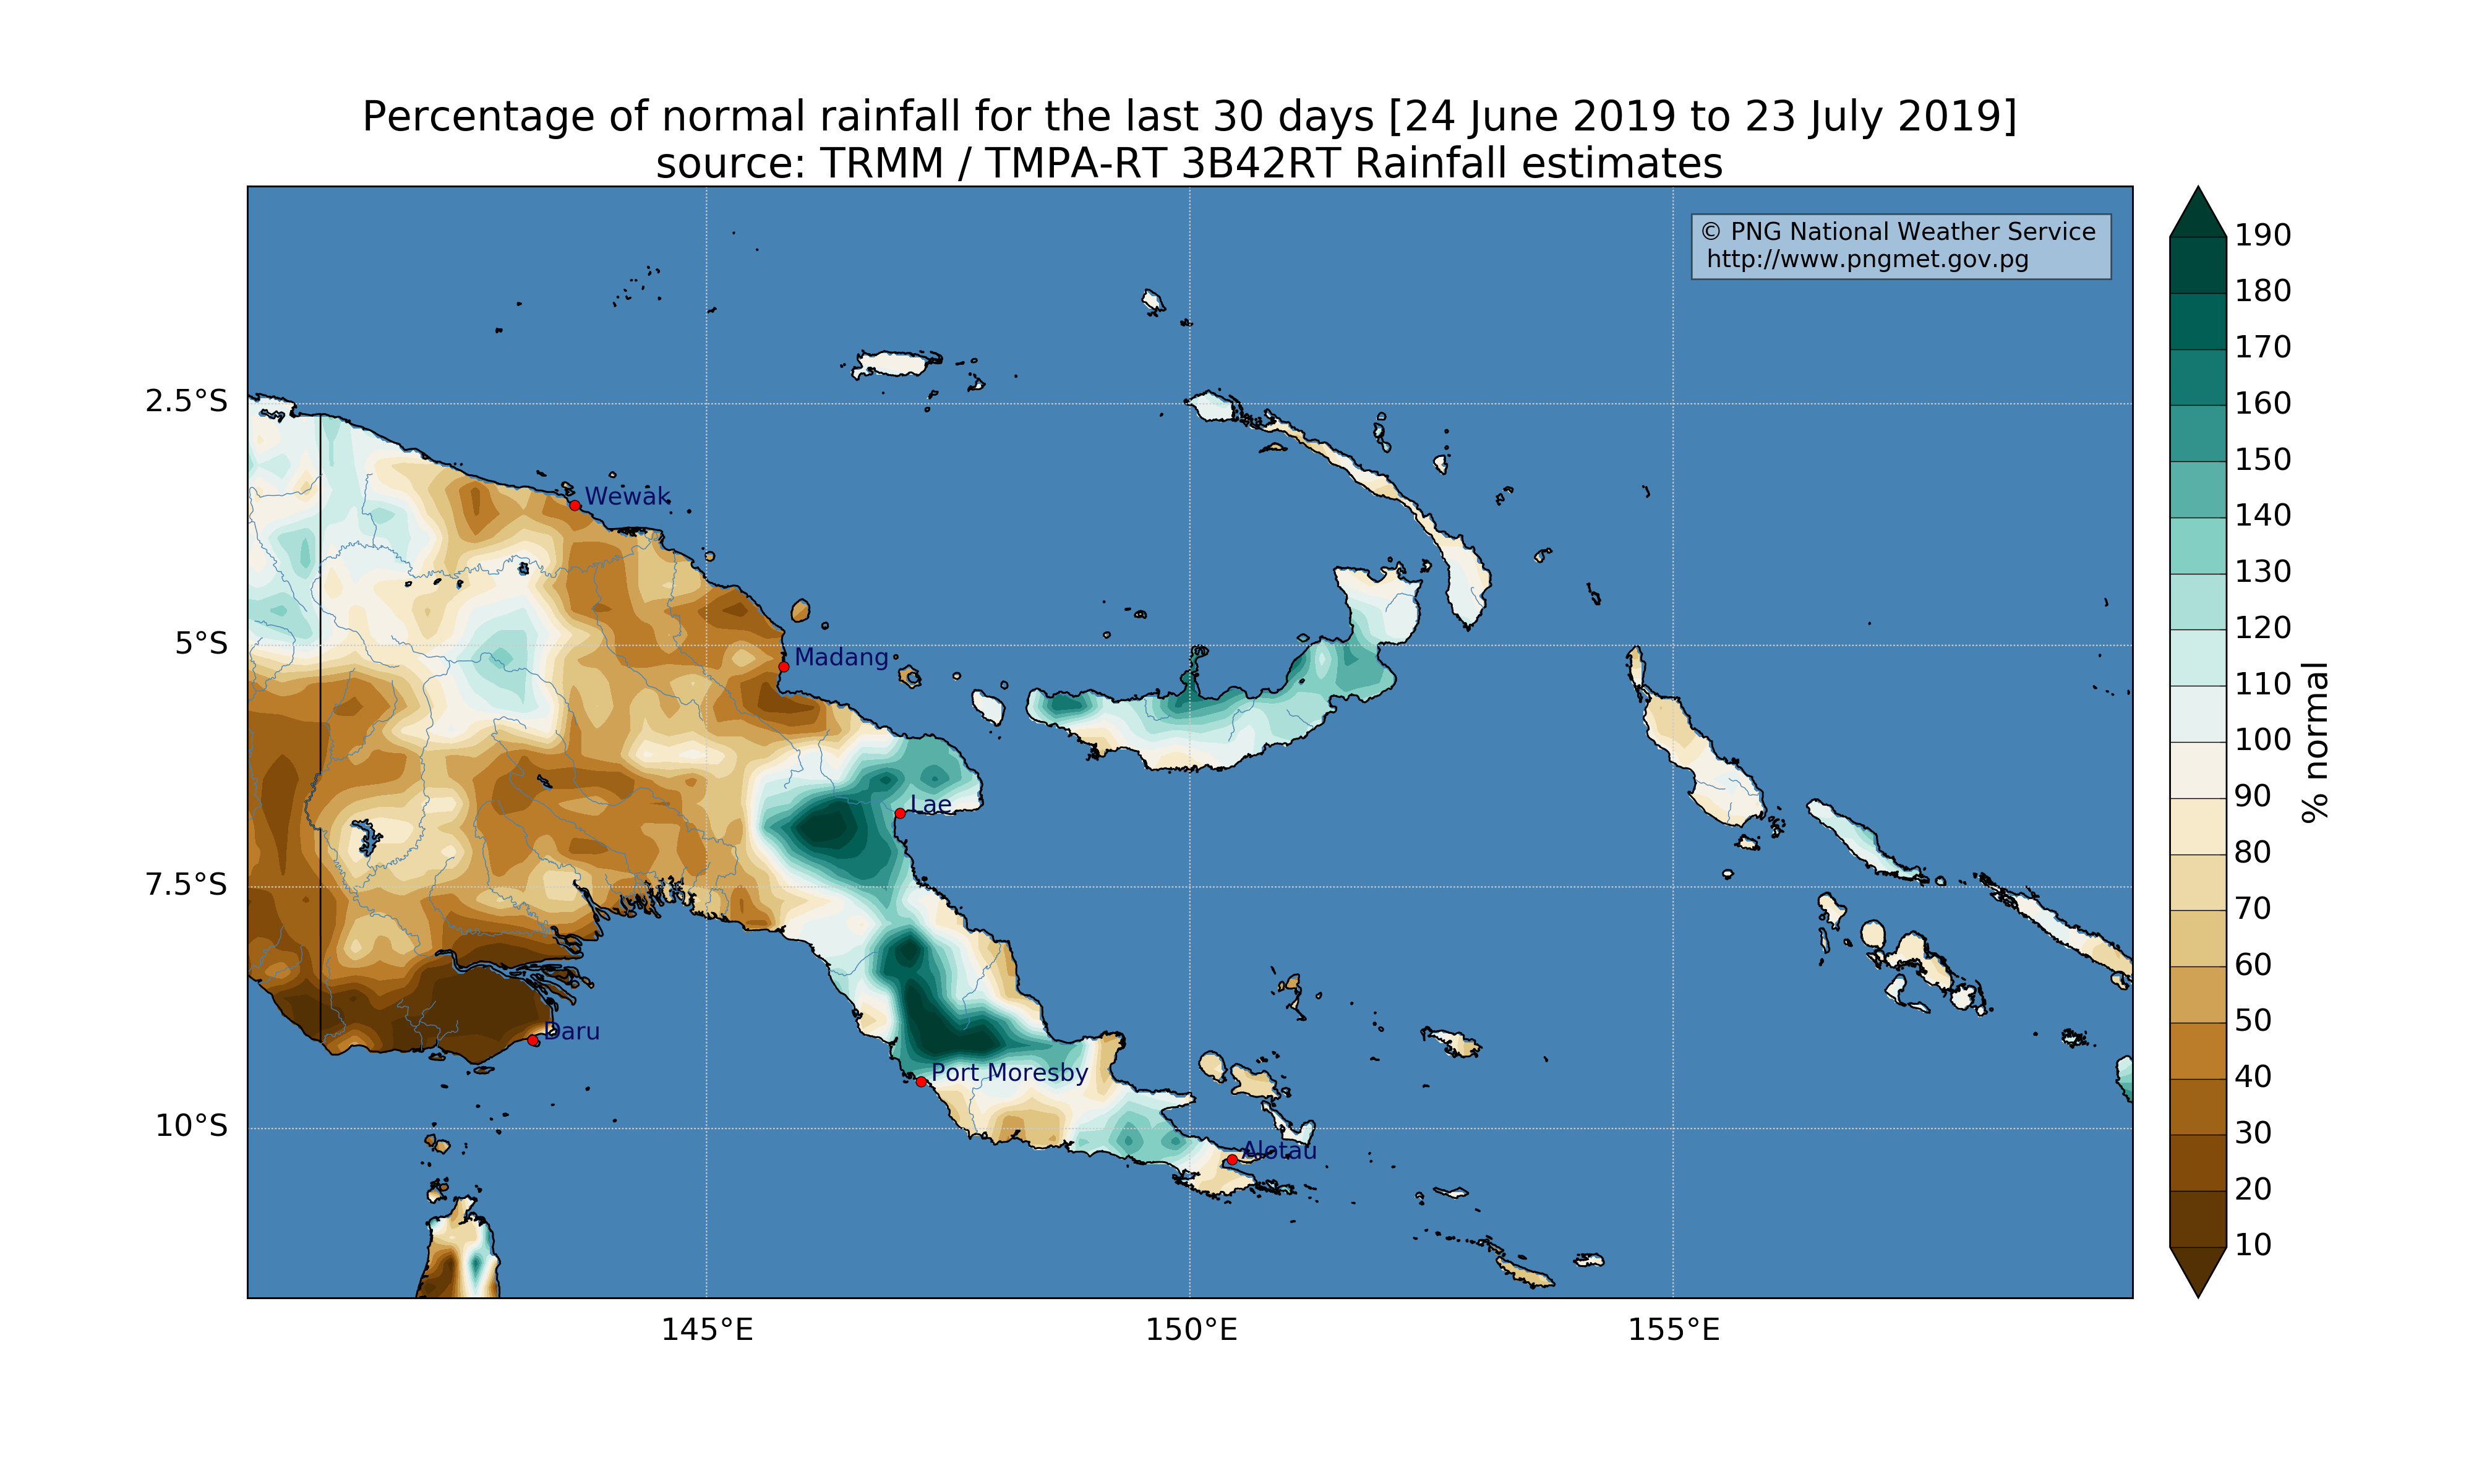 Percentage of normal rainfall for the last 30 days [24 June 2019 to 23 July 2019]
source: TRMM / TMPA-RT 3B42RT Rainfall estimates
© PNG National Weather Service
http://www.pngmet.gov.pg
190
180
170
160
150
140
130
120
110
100
90
80
70
60
50
40
30
20
10
% normal
2.5°S
5°S
7.5°S
10°S
Wewak
Madang
Lae
Daru
Port Moresby
Alotau
145°E
150°E
155°E